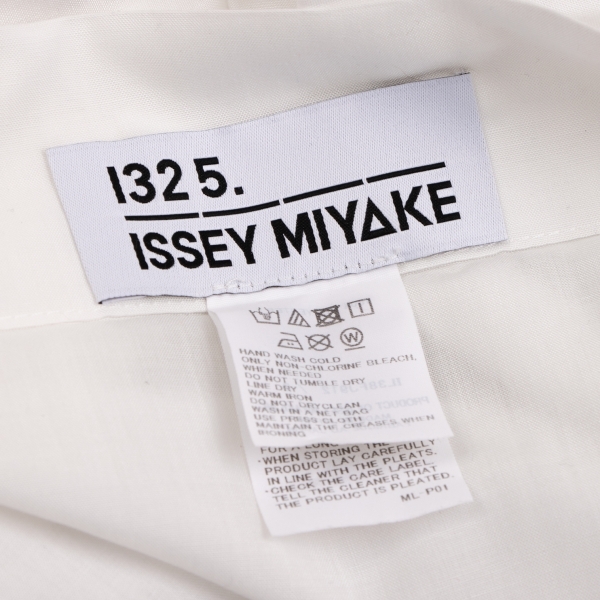 132 5.
ISSEY MIYAKE
W
HAND WASH COLD
ONLY NON-CHLORINE BLEACH,
WHEN NEEDED
DO NOT TUMBLE DRY
LINE DRY
WARM IRON
DO NOT DRYCLEAN
WASH IN A NET BAG
USE PRESS CLOTH
MAINTAIN THE CREASES WHEN
IRONING
FOR A LONG
•WHEN STORING THE
PRODUCT LAY CAREFULLY
IN LINE WITH THE PLEATS.
•CHECK THE CARE LABEL.
TELL THE CLEANER THAT
THE PRODUCT IS PLEATED.
ML P01